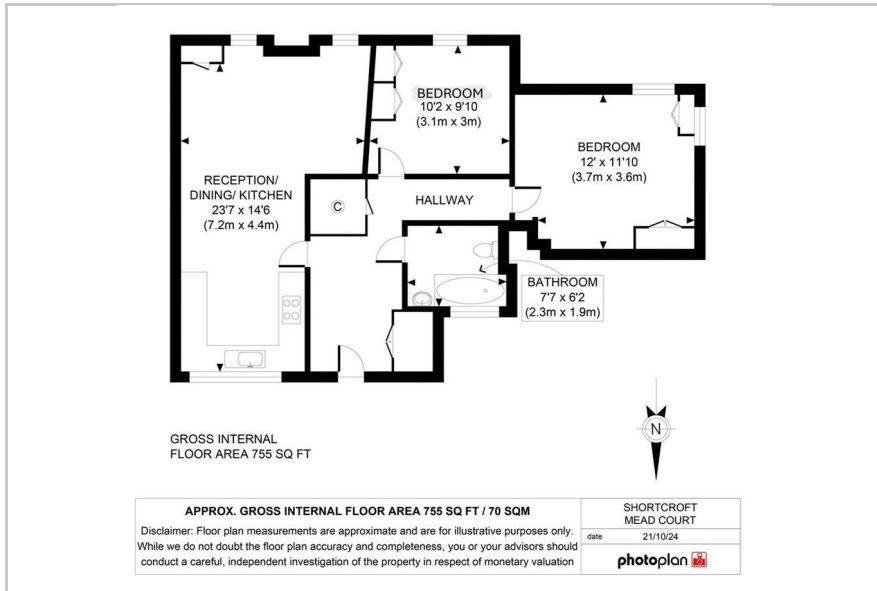 BEDROOM
10'2 x 9'10
(3.1m x 3m)
BEDROOM
12' x 11'10
(3.7m x 3.6m)
RECEPTION/
DINING/ KITCHEN
23'7 x 14'6
(7.2m x 4.4m)
C
HALLWAY
BATHROOM
7'7 x 6'2
(2.3m x 1.9m)
N
GROSS INTERNAL
FLOOR AREA 755 SQ FT
APPROX. GROSS INTERNAL FLOOR AREA 755 SQ FT / 70 SQM
Disclaimer: Floor plan measurements are approximate and are for illustrative purposes only.
While we do not doubt the floor plan accuracy and completeness, you or your advisors should
conduct a careful, independent investigation of the property in respect of monetary valuation
SHORTCROFT
MEAD COURT
date 21/10/24
photoplan